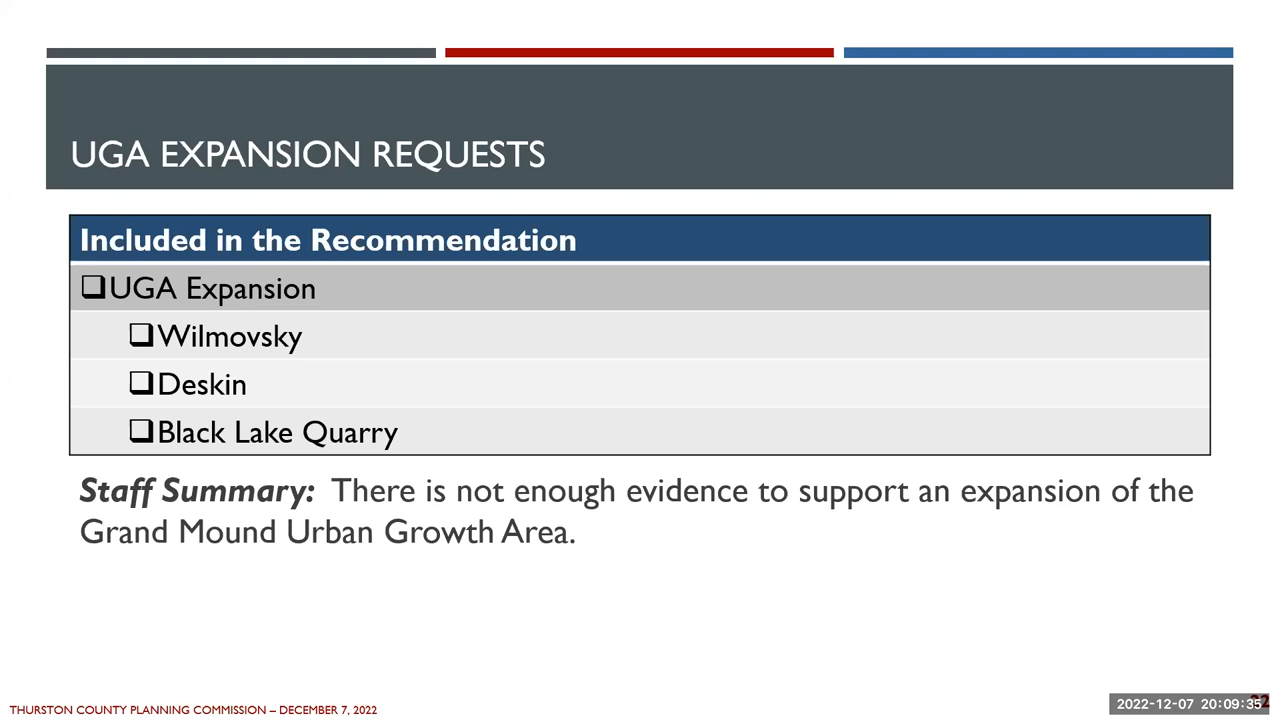 UGA EXPANSION REQUESTS
Included in the Recommendation
❑UGA Expansion
❑Wilmovsky
❑Deskin
❑Black Lake Quarry
Staff Summary: There is not enough evidence to support an expansion of the
Grand Mound Urban Growth Area.
THURSTON COUNTY PLANNING COMMISSION – DECEMBER 7, 2022
2022-12-07 20:09:35